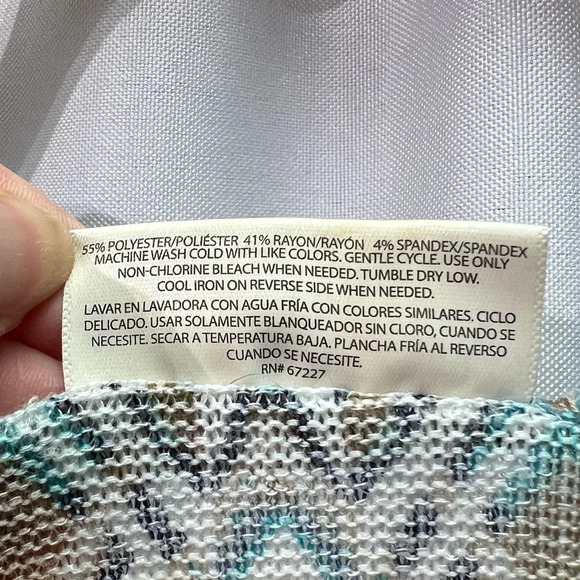 55% POLYESTER/POLIÉSTER 41% RAYON/RAYÓN 4% SPANDEX/SPANDEX
MACHINE WASH COLD WITH LIKE COLORS. GENTLE CYCLE. USE ONLY
NON-CHLORINE BLEACH WHEN NEEDED. TUMBLE DRY LOW.
COOL IRON ON REVERSE SIDE WHEN NEEDED.
LAVAR EN LAVADORA CON AGUA FRÍA CON COLORES SIMILARES. CICLO
DELICADO. USAR SOLAMENTE BLANQUEADOR SIN CLORO, CUANDO SE
NECESITE. SECAR A TEMPERATURA BAJA. PLANCHA FRÍA AL REVERSO
CUANDO SE NECESITE.
RN# 67227